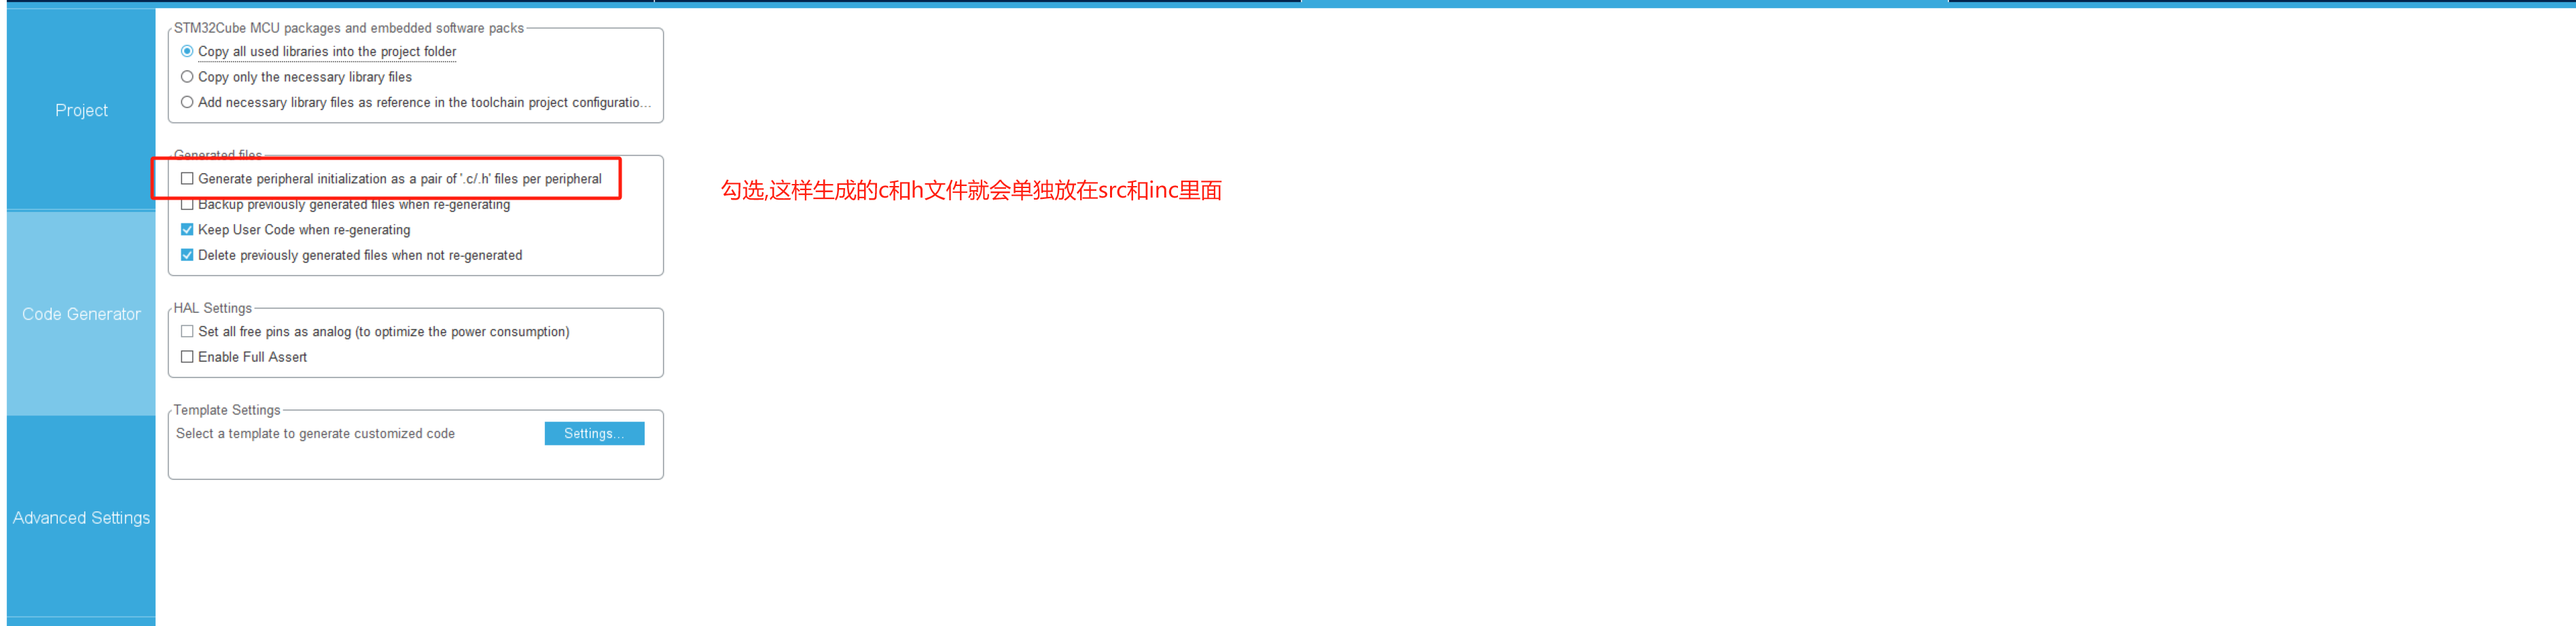 Project
Code Generator
Advanced Settings
STM32Cube MCU packages and embedded software packs
Copy all used libraries into the project folder
Copy only the necessary library files
Add necessary library files as reference in the toolchain project configuratio...
Generated files
Generate peripheral initialization as a pair of '.c/.h' files per peripheral
勾选,这样生成的c和h文件就会单独放在src和inc里面
Backup previously generated files when re-generating
Keep User Code when re-generating
Delete previously generated files when not re-generated
HAL Settings
Set all free pins as analog (to optimize the power consumption)
Enable Full Assert
Template Settings
Select a template to generate customized code
Settings...